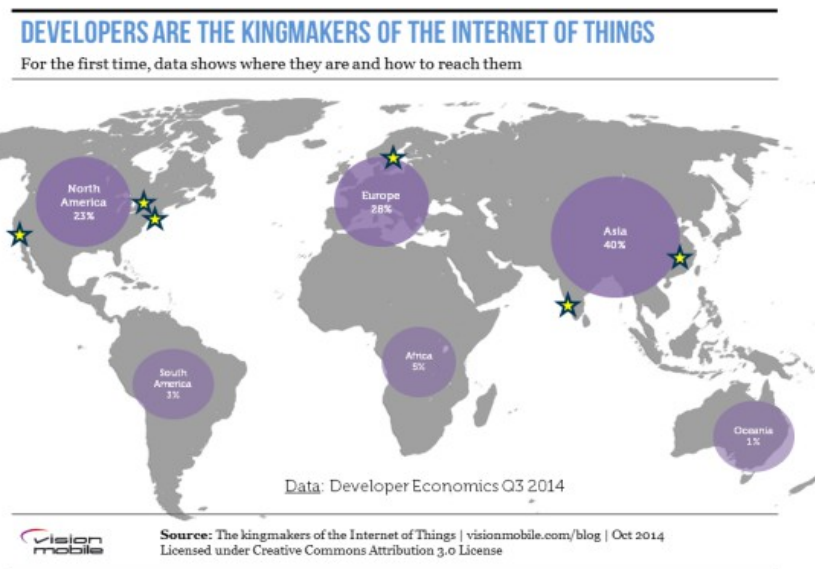 DEVELOPERS ARE THE KINGMAKERS OF THE INTERNET OF THINGS
For the first time, data shows where they are and how to reach them
North
America
23%
Europe
28%
Asia
40%
South
America
3%
Africa
5%
Oceania
1%
Data: Developer Economics Q3 2014
vision
mobile
Source: The kingmakers of the Internet of Things | visionmobile.com/blog | Oct 2014
Licensed under Creative Commons Attribution 3.0 License